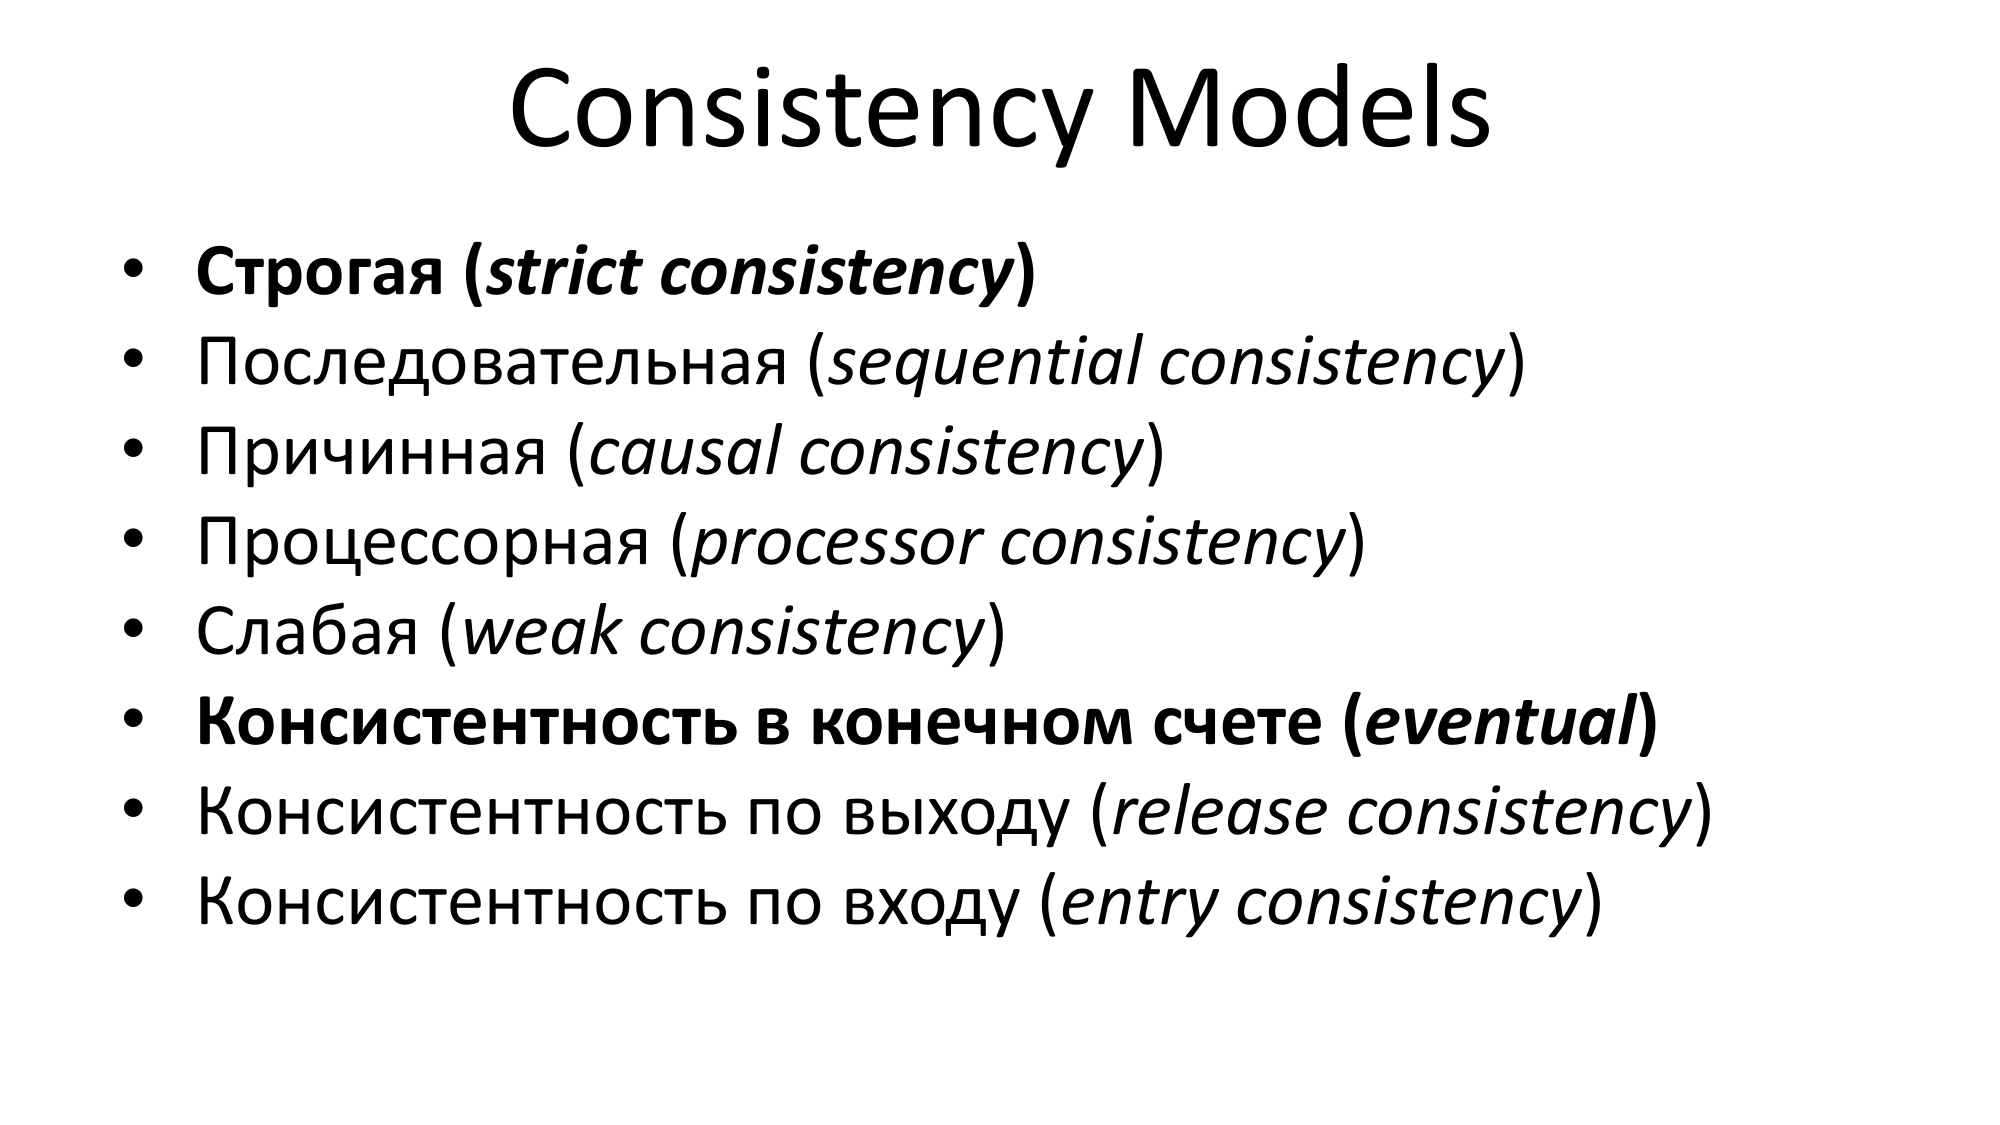 Consistency Models
• Строгая (strict consistency)
• Последовательная (sequential consistency)
• Причинная (causal consistency)
• Процессорная (processor consistency)
• Слабая (weak consistency)
• Консистентность в конечном счете (eventual)
• Консистентность по выходу (release consistency)
• Консистентность по входу (entry consistency)